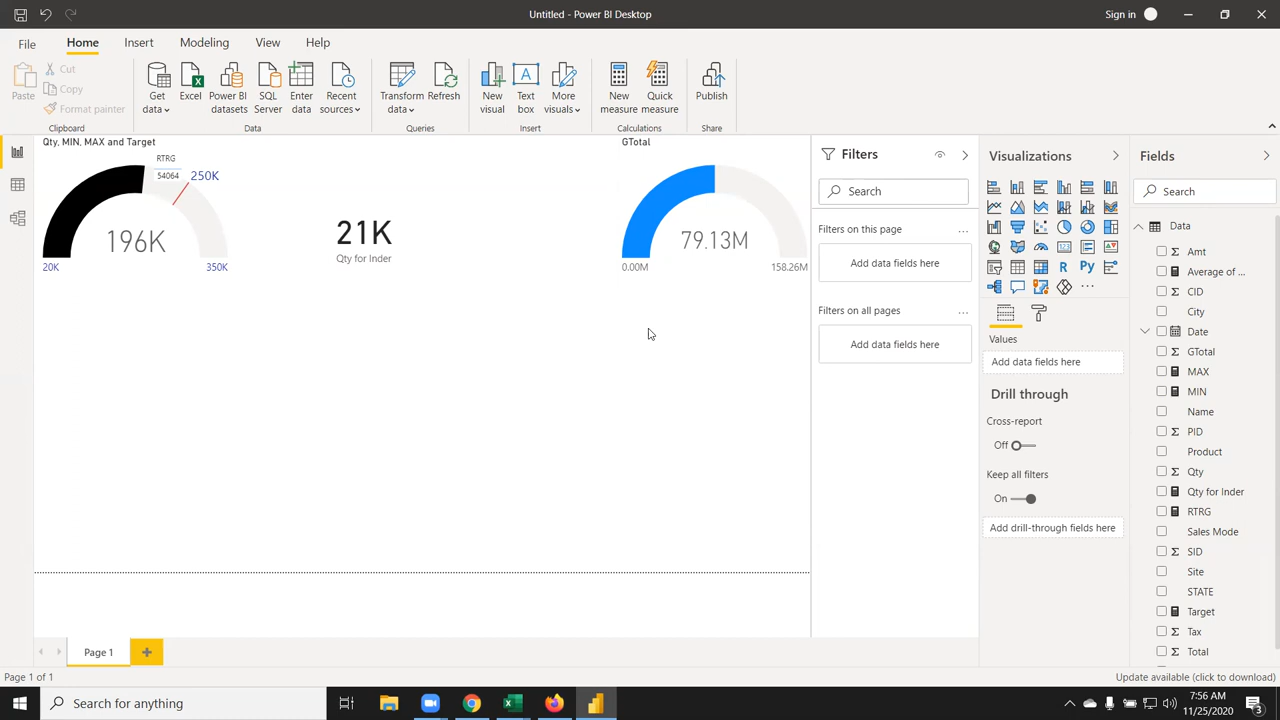 Untitled - Power BI Desktop
Sign in
File
Home
Insert
Modeling
View
Help
Paste
Cut
Copy
Format painter
Clipboard
Get data
Excel
Power BI datasets
SQL Server
Enter data
Recent sources
Data
Transform data
Refresh
Queries
New visual
Text box
More visuals
Insert
New measure
Quick measure
Calculations
Publish
Share
Qty, MIN, MAX and Target
RTRG
54064
250K
196K
20K
350K
21K
Qty for Inder
GTotal
79.13M
0.00M
158.26M
Filters
Search
Filters on this page
...
Add data fields here
Filters on all pages
...
Add data fields here
Visualizations
R
Py
...
Values
Add data fields here
Drill through
Cross-report
Off
Keep all filters
On
Add drill-through fields here
Fields
Search
Data
Amt
Average of ...
CID
City
Date
GTotal
MAX
MIN
Name
PID
Product
Qty
Qty for Inder
RTRG
Sales Mode
SID
Site
STATE
Target
Tax
Total
Page 1
Page 1 of 1
Update available (click to download)
Search for anything
7:56 AM
11/25/2020
3